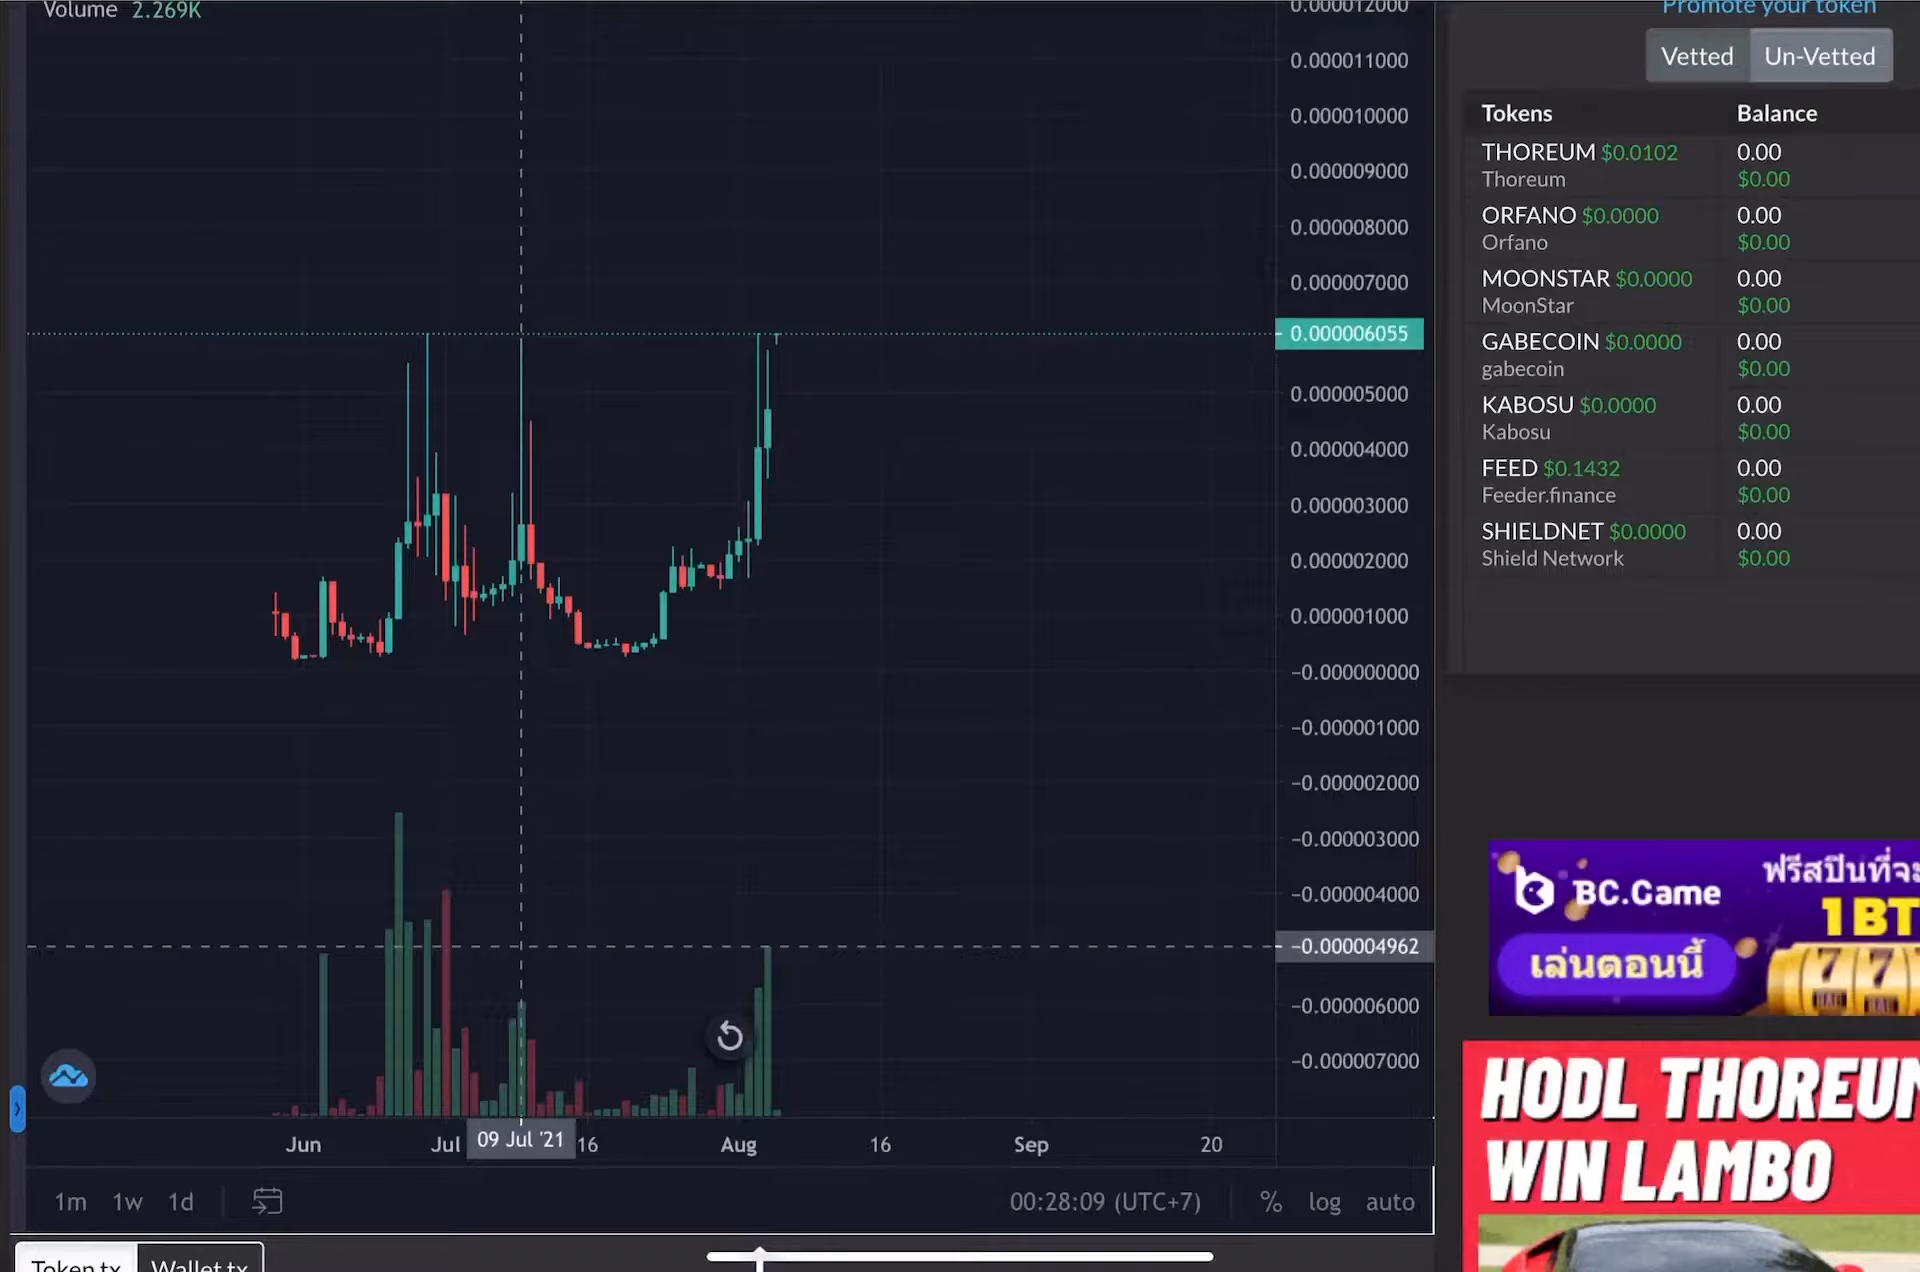 Volume 2.269K
0.000012000
0.000011000
0.000010000
0.000009000
0.000008000
0.000007000
0.000006055
0.000005000
0.000004000
0.000003000
0.000002000
0.000001000
−0.000000000
−0.000001000
−0.000002000
−0.000003000
−0.000004000
−0.000004962
−0.000006000
−0.000007000
Jun Jul 09 Jul '21 16 Aug 16 Sep 20
1m 1w 1d 00:28:09 (UTC+7) % log auto
Token tx Wallet tx
Promote your token
Vetted Un-Vetted
Tokens Balance
THOREUM $0.0102 0.00
Thoreum $0.00
ORFANO $0.0000 0.00
Orfano $0.00
MOONSTAR $0.0000 0.00
MoonStar $0.00
GABECOIN $0.0000 0.00
gabecoin $0.00
KABOSU $0.0000 0.00
Kabosu $0.00
FEED $0.1432 0.00
Feeder.finance $0.00
SHIELDNET $0.0000 0.00
Shield Network $0.00
BC.Game
ฟรีสปินที่จะ
1BT
เล่นตอนนี้
7 7
HODL THOREUM
WIN LAMBO